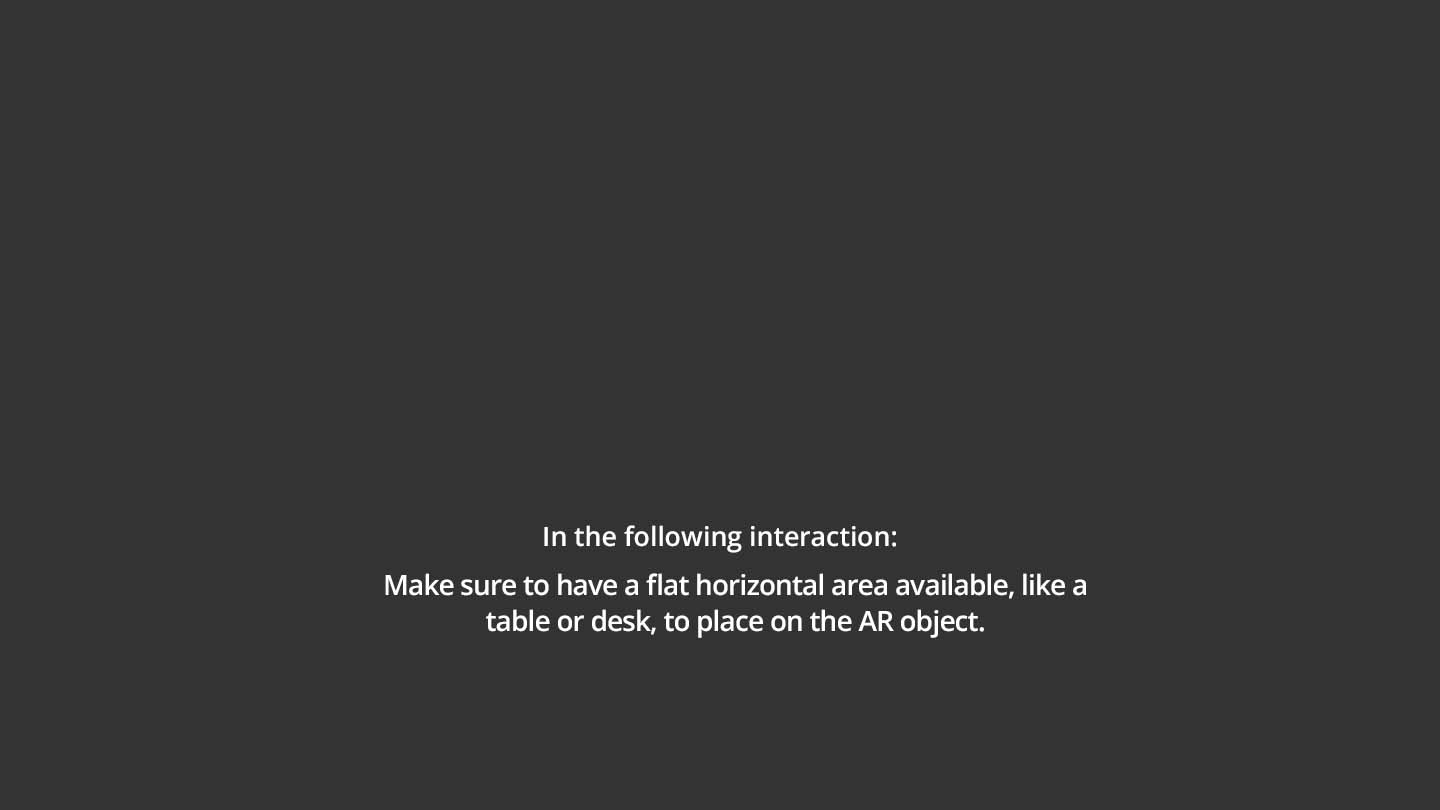 In the following interaction:
Make sure to have a flat horizontal area available, like a
table or desk, to place on the AR object.